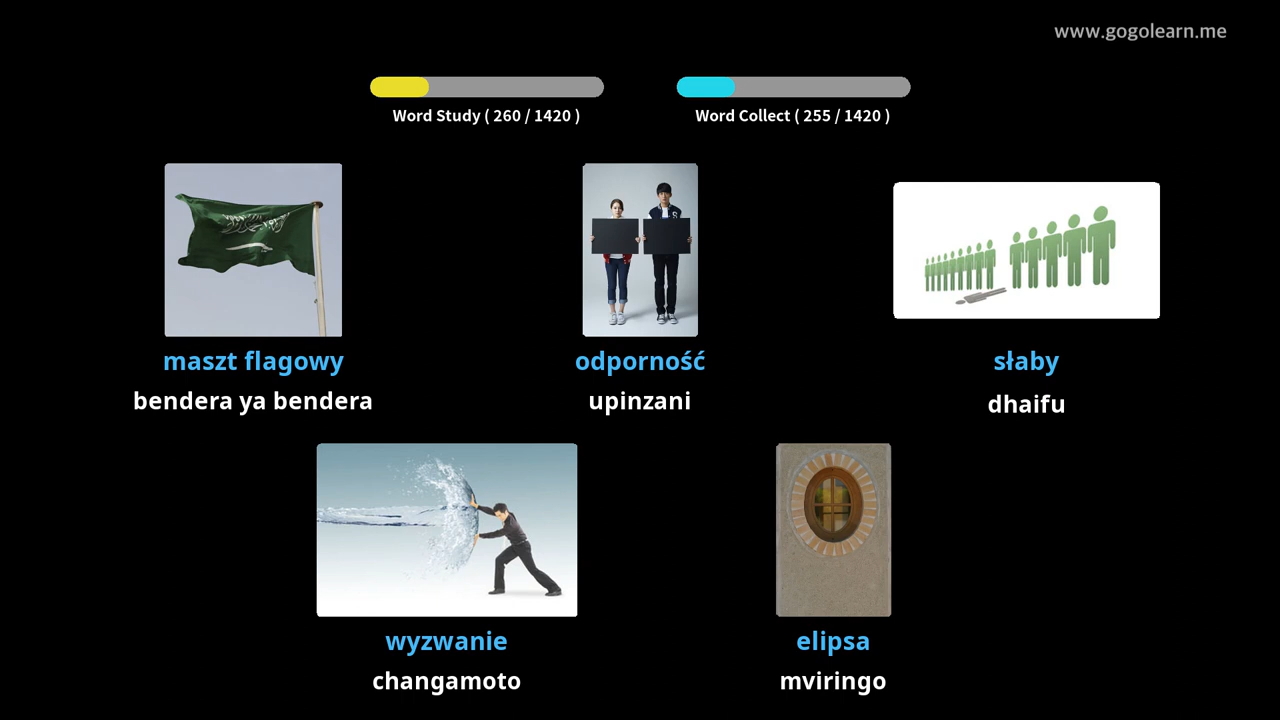 www.gogolearn.me
Word Study ( 260 / 1420 )
Word Collect ( 255 / 1420 )
maszt flagowy
bendera ya bendera
odporność
upinzani
słaby
dhaifu
wyzwanie
changamoto
elipsa
mviringo